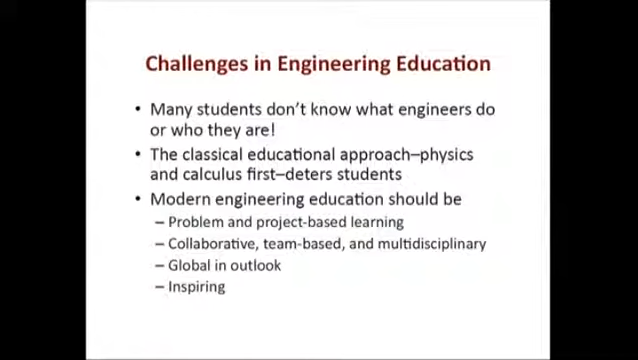 Challenges in Engineering Education
• Many students don't know what engineers do
or who they are!
• The classical educational approach–physics
and calculus first–deters students
• Modern engineering education should be
– Problem and project-based learning
– Collaborative, team-based, and multidisciplinary
– Global in outlook
– Inspiring